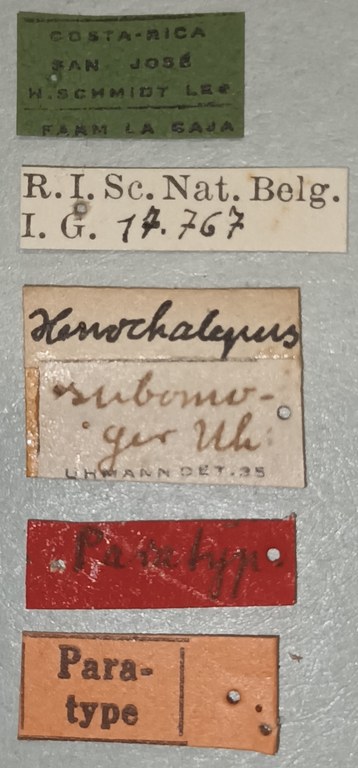 COSTA-RICA
SAN JOSÉ
H. SCHMIDT LEG
FARM LA CAJA
R. I. Sc. Nat. Belg.
I. G. 17.767
Xenochalepus
subomo-
ger Uh.
UHMANN DET. 35
Paratyp.
Para-
type